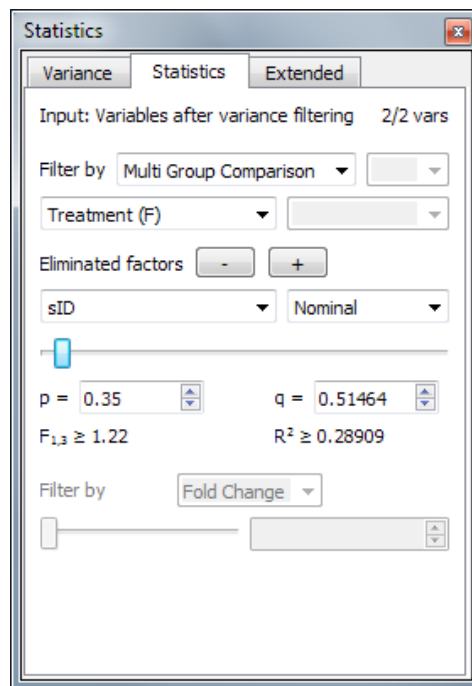 Statistics
Variance Statistics Extended
Input: Variables after variance filtering 2/2 vars
Filter by Multi Group Comparison
Treatment (F)
Eliminated factors - +
sID Nominal
p = 0.35 q = 0.51464
F₁,₃ ≥ 1.22 R² ≥ 0.28909
Filter by Fold Change